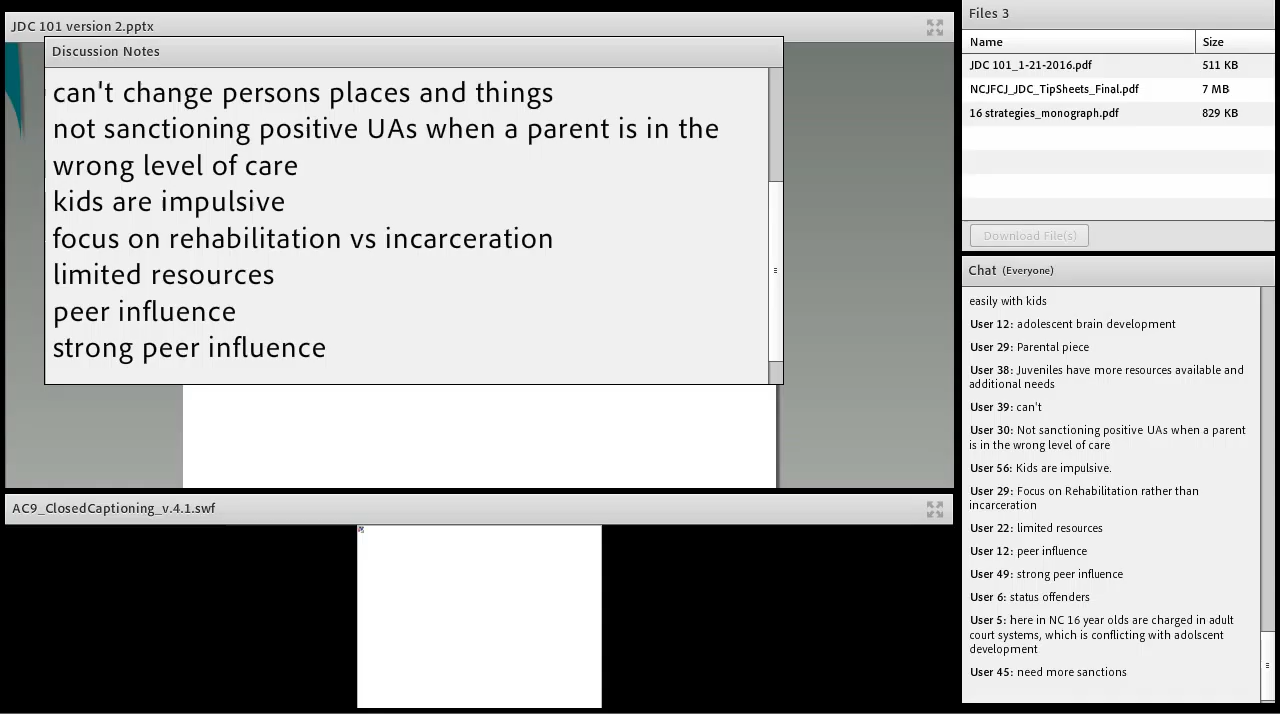 JDC 101 version 2.pptx
Discussion Notes
can't change persons places and things
not sanctioning positive UAs when a parent is in the
wrong level of care
kids are impulsive
focus on rehabilitation vs incarceration
limited resources
peer influence
strong peer influence
AC9_ClosedCaptioning_v.4.1.swf
Files 3
Name Size
JDC 101_1-21-2016.pdf 511 KB
NCJFCJ_JDC_TipSheets_Final.pdf 7 MB
16 strategies_monograph.pdf 829 KB
Download File(s)
Chat (Everyone)
easily with kids
User 12: adolescent brain development
User 29: Parental piece
User 38: Juveniles have more resources available and
additional needs
User 39: can't
User 30: Not sanctioning positive UAs when a parent
is in the wrong level of care
User 56: Kids are impulsive.
User 29: Focus on Rehabilitation rather than
incarceration
User 22: limited resources
User 12: peer influence
User 49: strong peer influence
User 6: status offenders
User 5: here in NC 16 year olds are charged in adult
court systems, which is conflicting with adolscent
development
User 45: need more sanctions